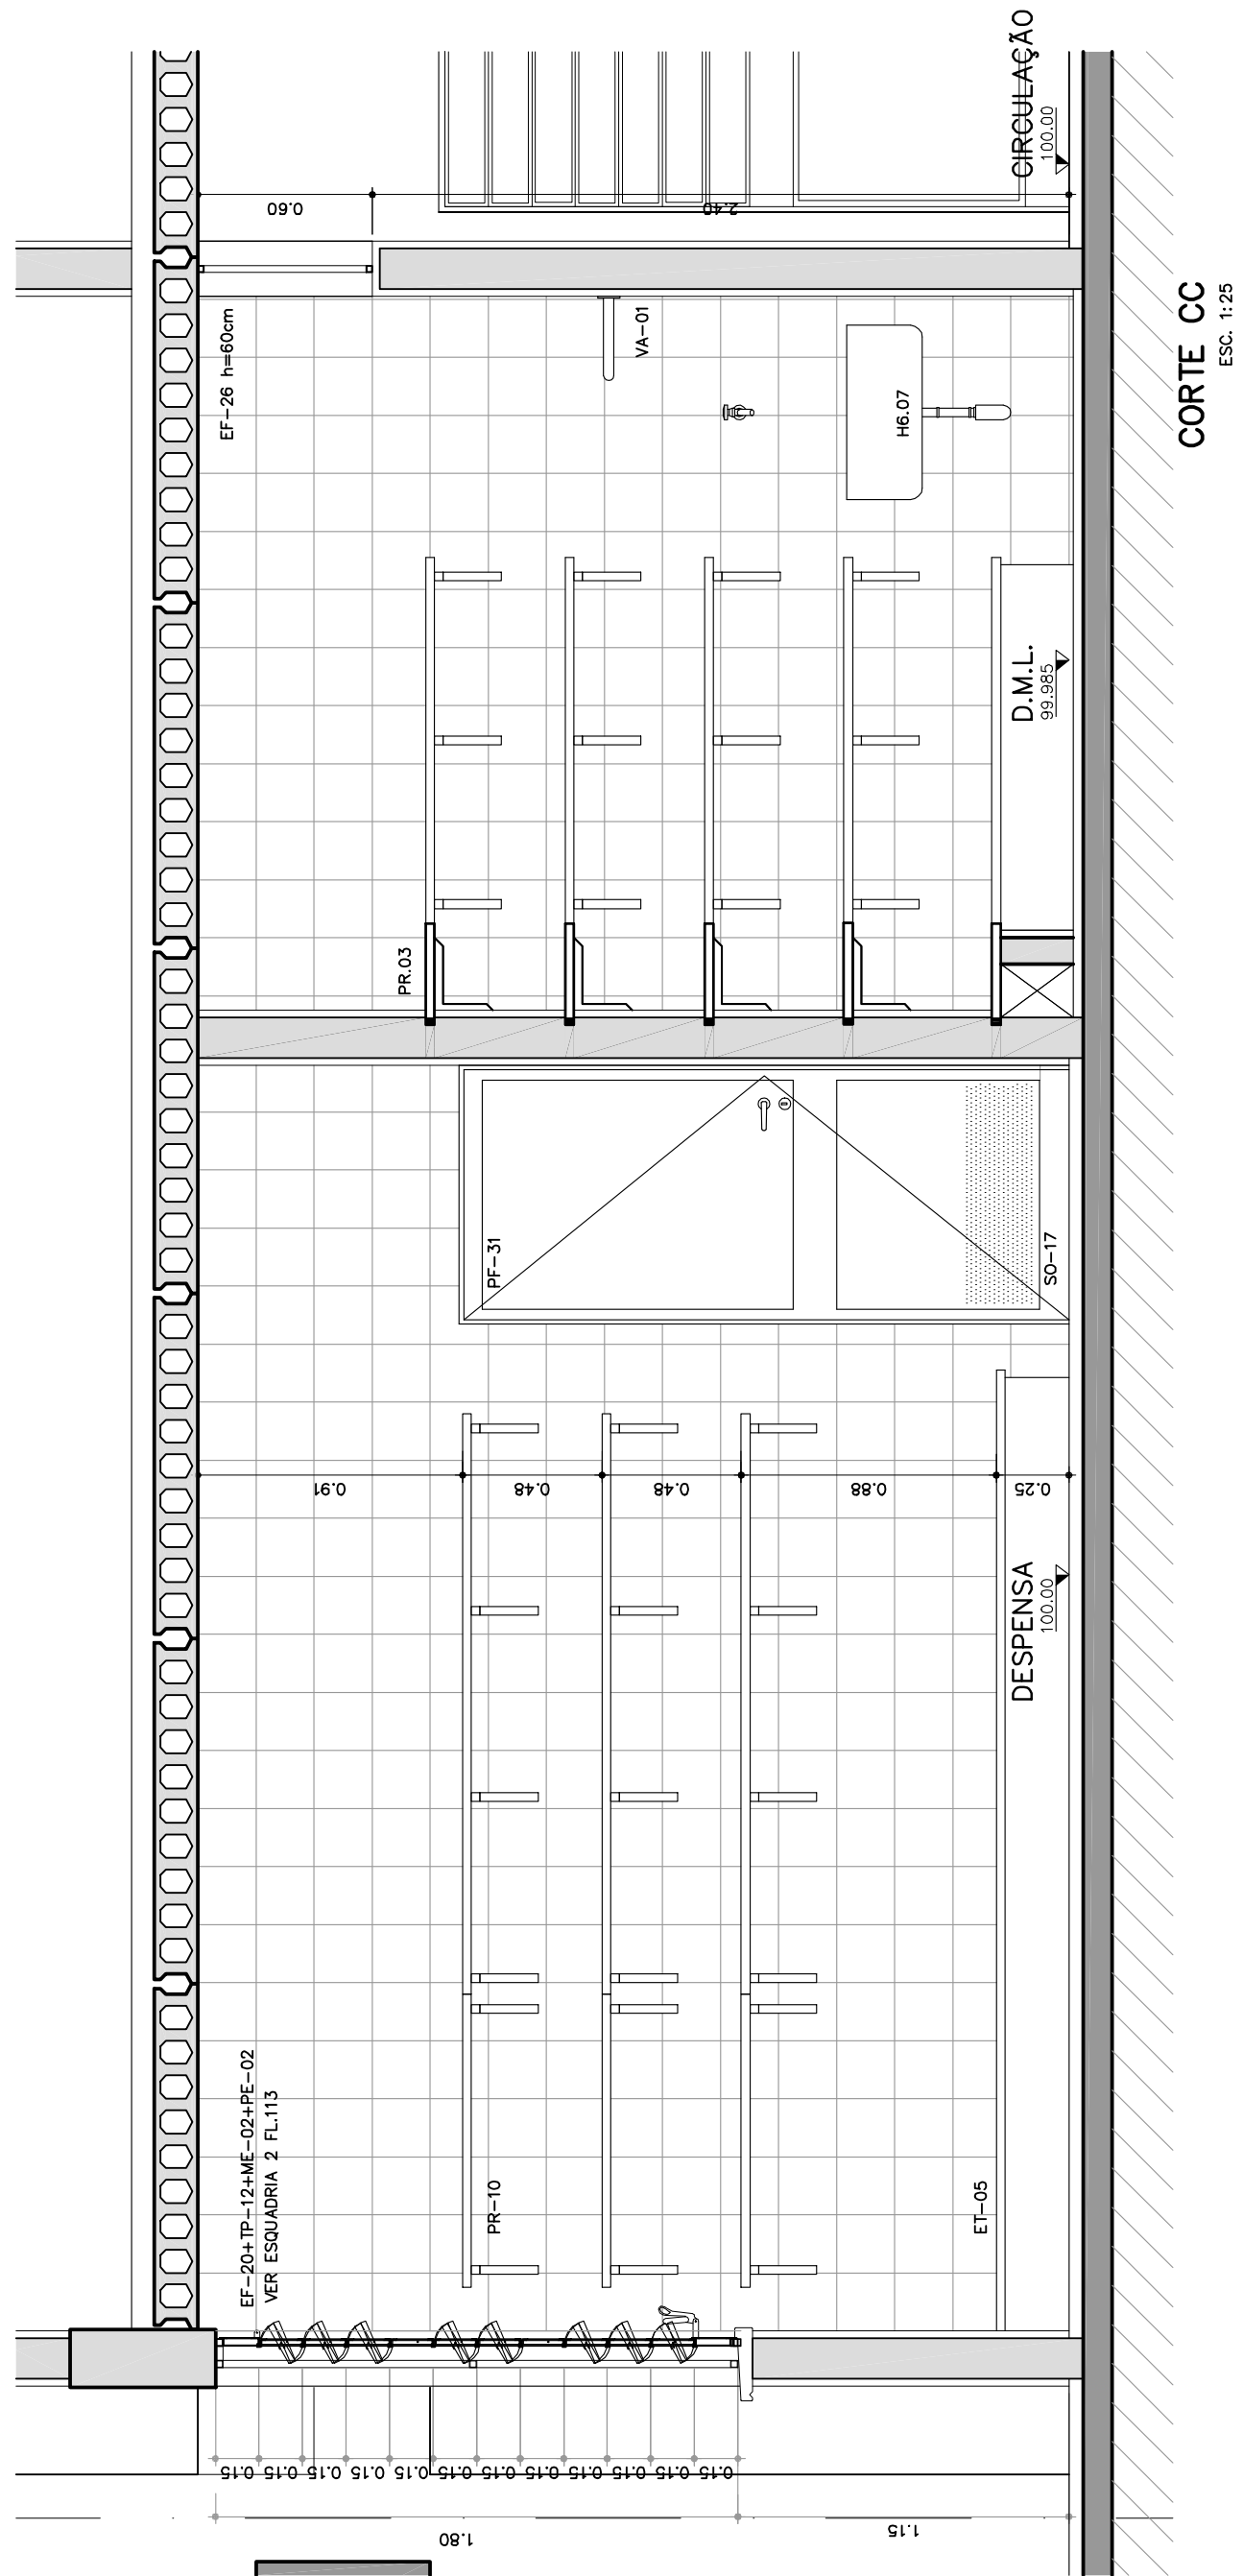 CIRCULAÇÃO
100.00
0.60
2.40
EF-26 h=60cm
VA-01
H6.07
CORTE CC
ESC. 1:25
D.M.L.
99.985
PR.03
PF-31
SO-17
0.91
0.48
0.48
0.88
0.25
DESPENSA
100.00
EF-20+TP-12+ME-02+PE-02
VER ESQUADRIA 2 FL.113
PR-10
ET-05
0.15
0.15
0.15
0.15
0.15
0.15
0.15
0.15
0.15
0.15
0.15
0.15
1.80
1.15